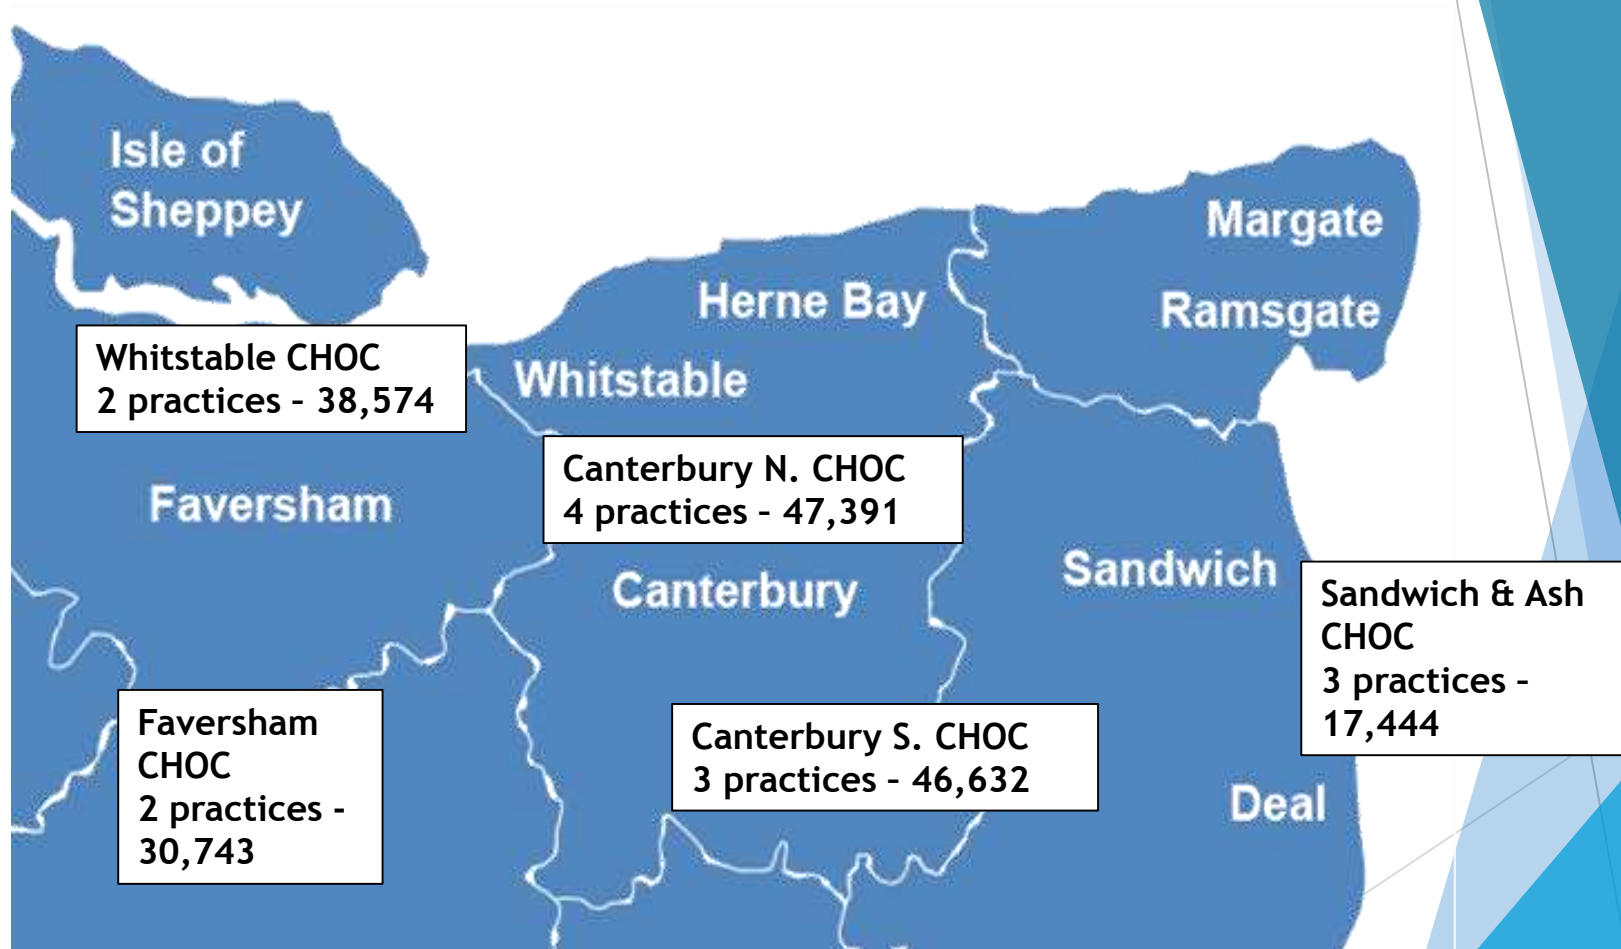 Isle of
Sheppey
Margate
Herne Bay
Ramsgate
Whitstable CHOC
2 practices – 38,574
Whitstable
Canterbury N. CHOC
4 practices – 47,391
Faversham
Canterbury
Sandwich
Sandwich & Ash
CHOC
3 practices –
17,444
Faversham
CHOC
2 practices -
30,743
Canterbury S. CHOC
3 practices – 46,632
Deal